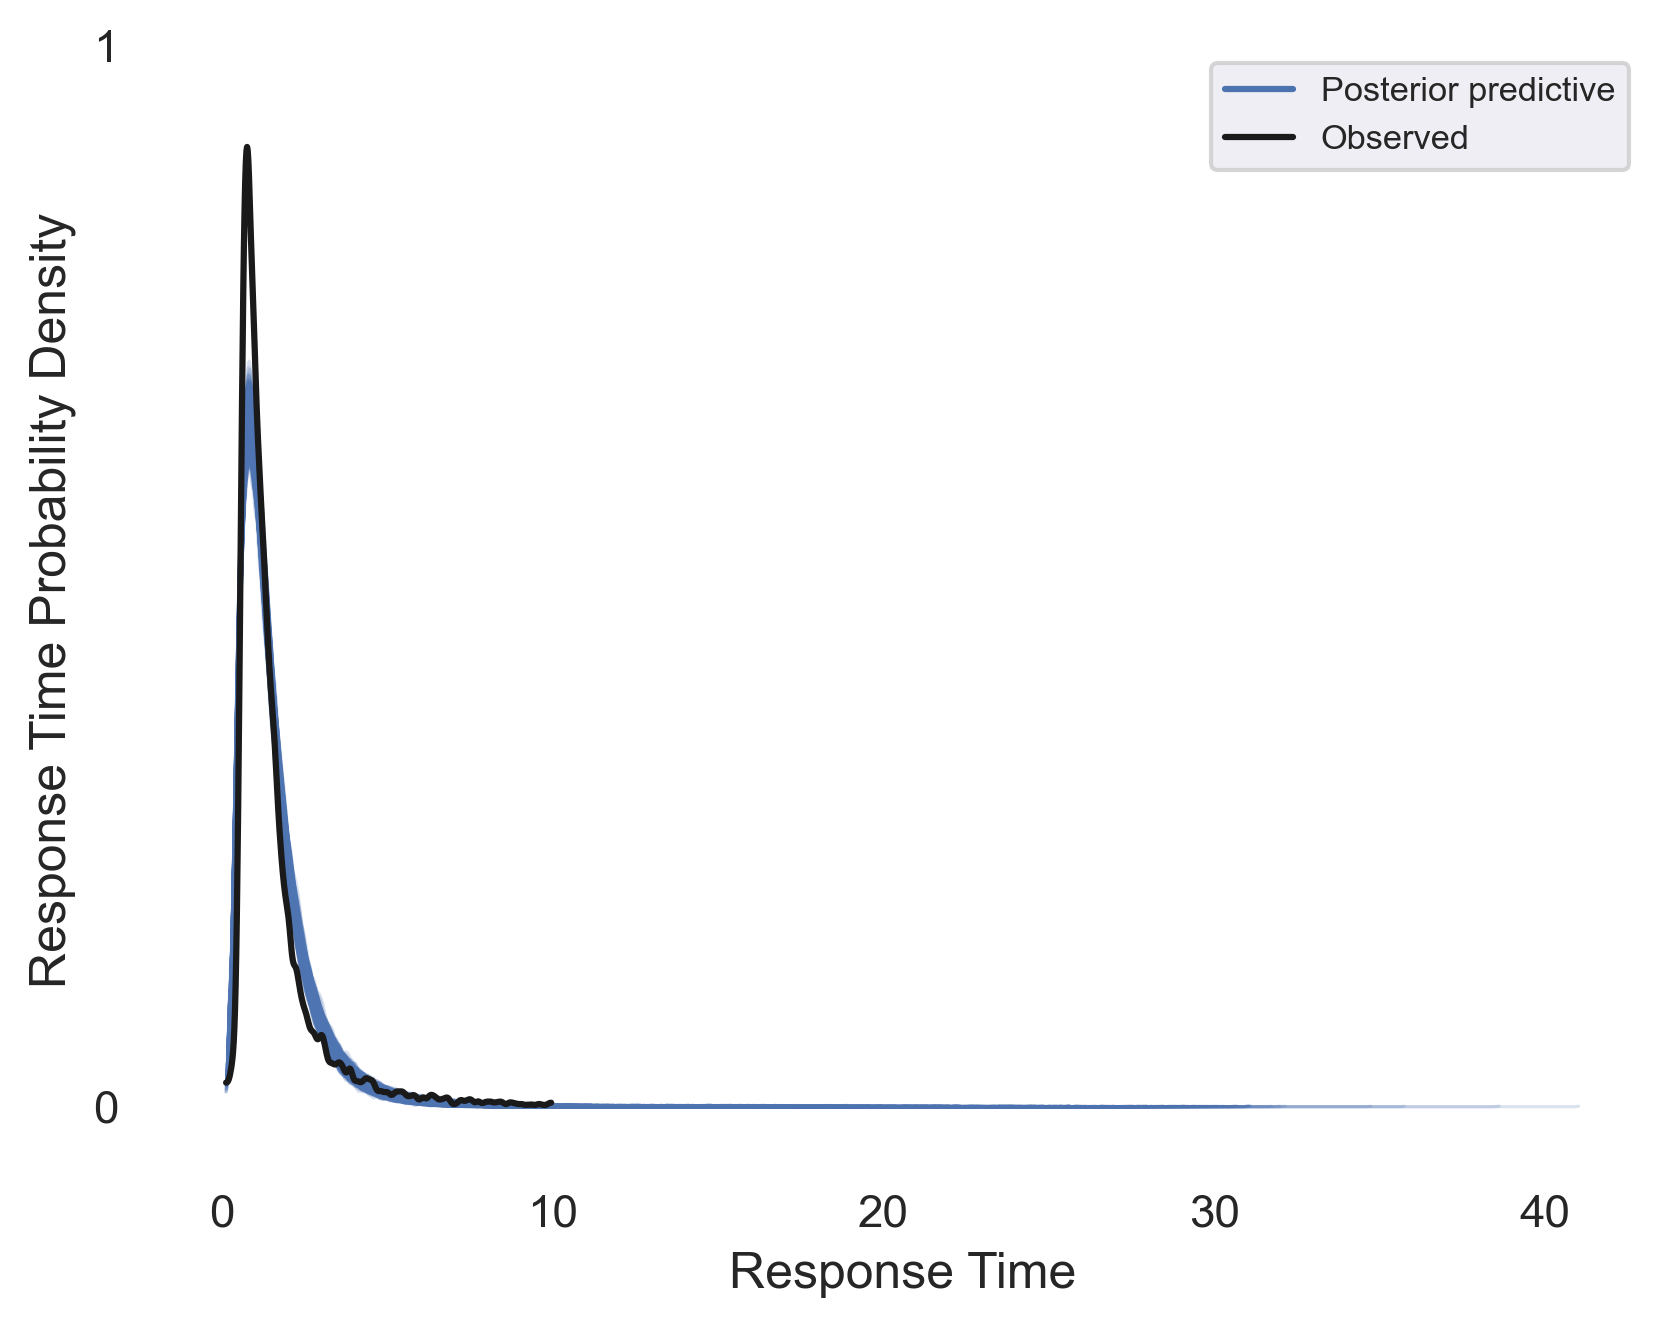 1
Posterior predictive
Observed
Response Time Probability Density
0
0 10 20 30 40
Response Time